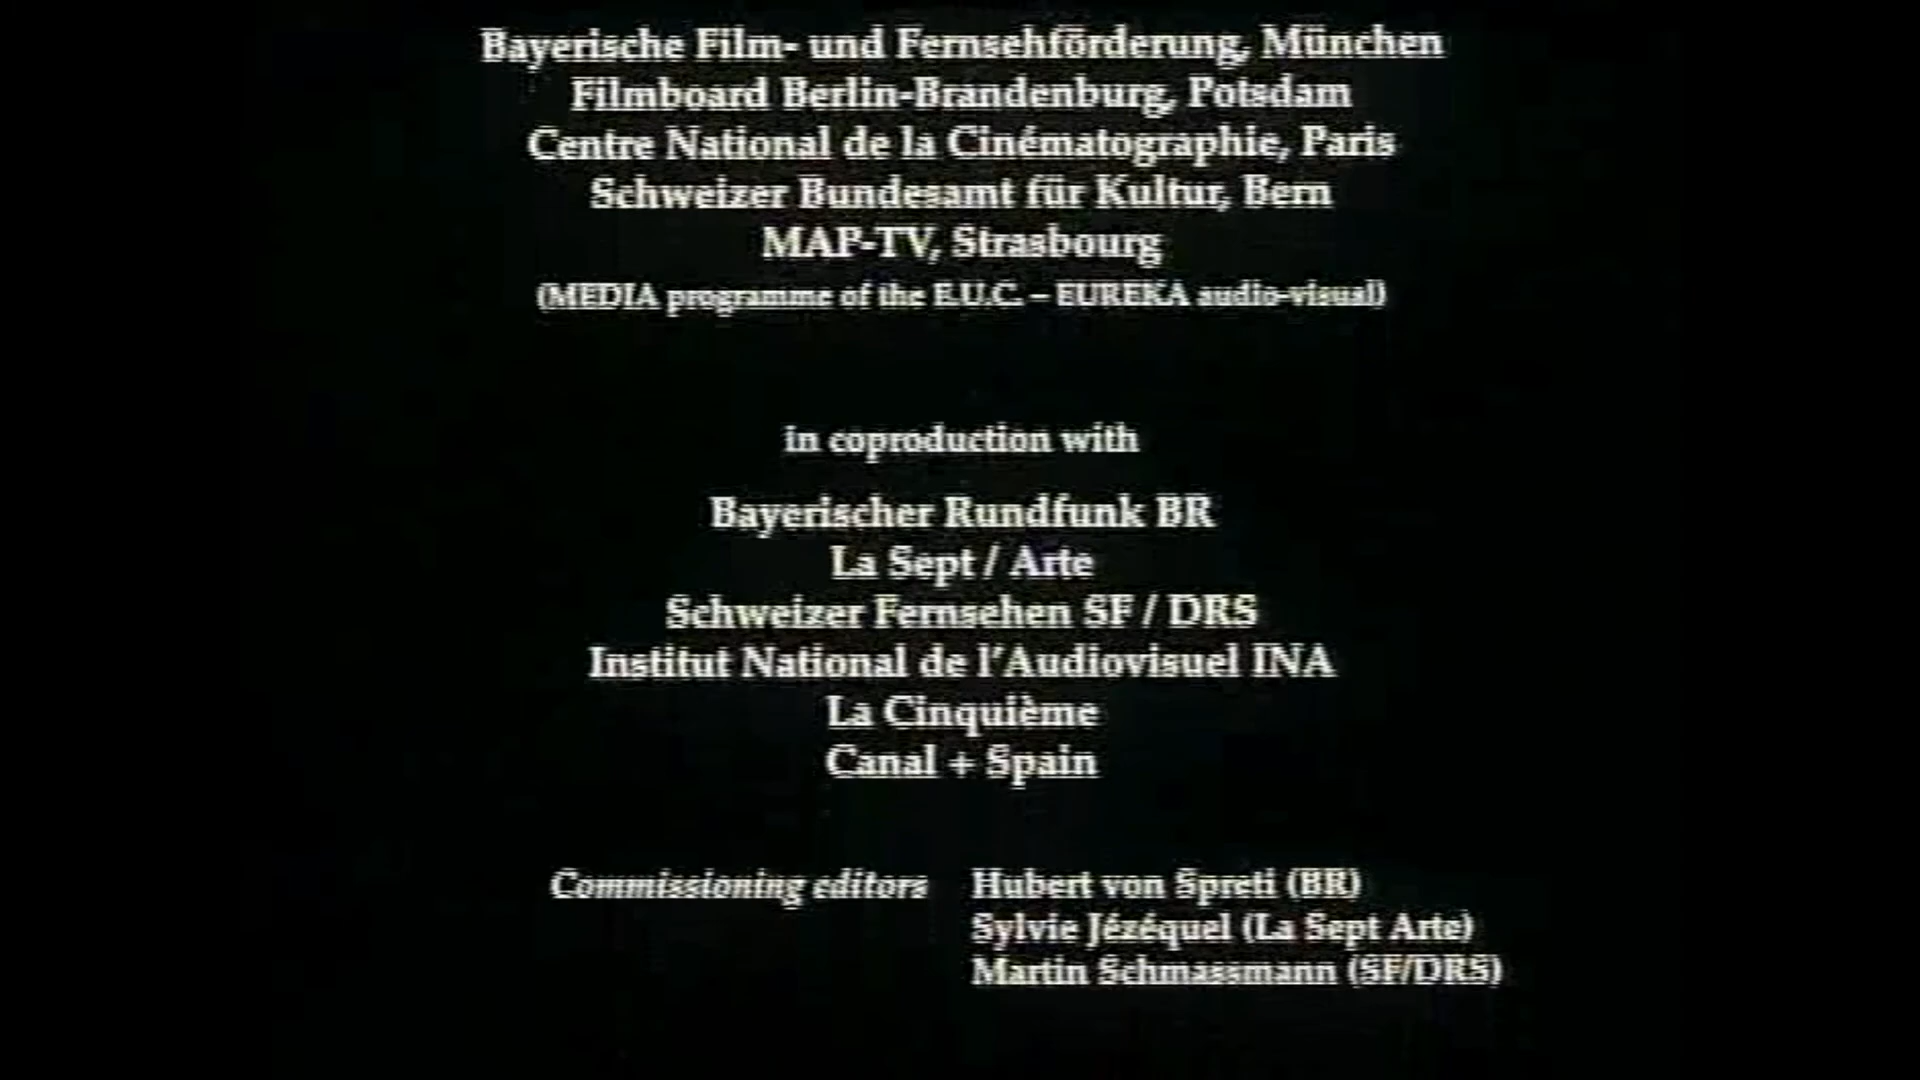 Bayerische Film- und Fernsehförderung, München
Filmboard Berlin-Brandenburg, Potsdam
Centre National de la Cinématographie, Paris
Schweizer Bundesamt für Kultur, Bern
MAP-TV, Strasbourg
(MEDIA programme of the E.U.C. – EUREKA audio-visual)
in coproduction with
Bayerischer Rundfunk BR
La Sept / Arte
Schweizer Fernsehen SF / DRS
Institut National de l'Audiovisuel INA
La Cinquième
Canal + Spain
Commissioning editors Hubert von Spreti (BR)
Sylvie Jézéquel (La Sept Arte)
Martin Schmassmann (SF/DRS)